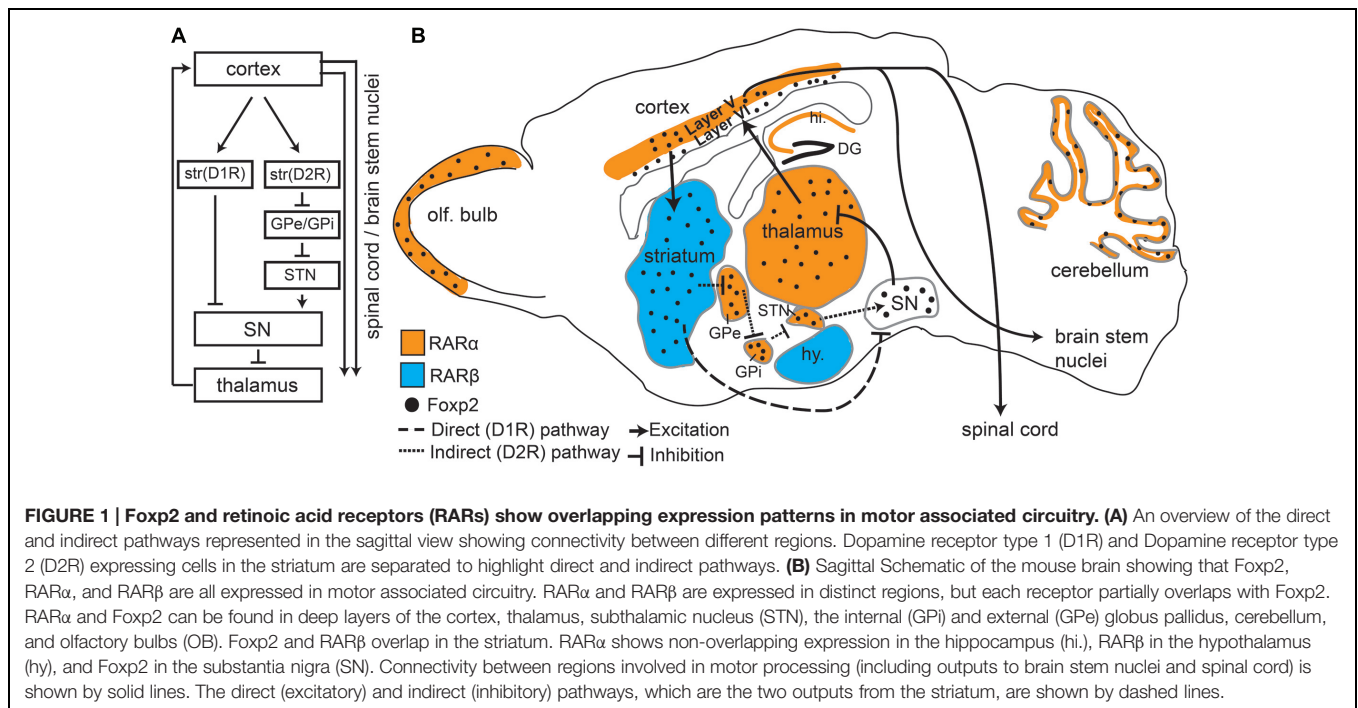 A
cortex
str(D1R)
str(D2R)
GPe/GPi
STN
SN
thalamus
spinal cord / brain stem nuclei
B
cortex
Layer V
Layer VI
hi.
DG
olf. bulb
striatum
thalamus
GPe
STN
GPi
hy.
SN
cerebellum
brain stem
nuclei
spinal cord
RARα
RARβ
Foxp2
Direct (D1R) pathway
Excitation
Indirect (D2R) pathway
Inhibition
FIGURE 1 | Foxp2 and retinoic acid receptors (RARs) show overlapping expression patterns in motor associated circuitry. (A) An overview of the direct
and indirect pathways represented in the sagittal view showing connectivity between different regions. Dopamine receptor type 1 (D1R) and Dopamine receptor type
2 (D2R) expressing cells in the striatum are separated to highlight direct and indirect pathways. (B) Sagittal Schematic of the mouse brain showing that Foxp2,
RARα, and RARβ are all expressed in motor associated circuitry. RARα and RARβ are expressed in distinct regions, but each receptor partially overlaps with Foxp2.
RARα and Foxp2 can be found in deep layers of the cortex, thalamus, subthalamic nucleus (STN), the internal (GPi) and external (GPe) globus pallidus, cerebellum,
and olfactory bulbs (OB). Foxp2 and RARβ overlap in the striatum. RARα shows non-overlapping expression in the hippocampus (hi.), RARβ in the hypothalamus
(hy), and Foxp2 in the substantia nigra (SN). Connectivity between regions involved in motor processing (including outputs to brain stem nuclei and spinal cord) is
shown by solid lines. The direct (excitatory) and indirect (inhibitory) pathways, which are the two outputs from the striatum, are shown by dashed lines.